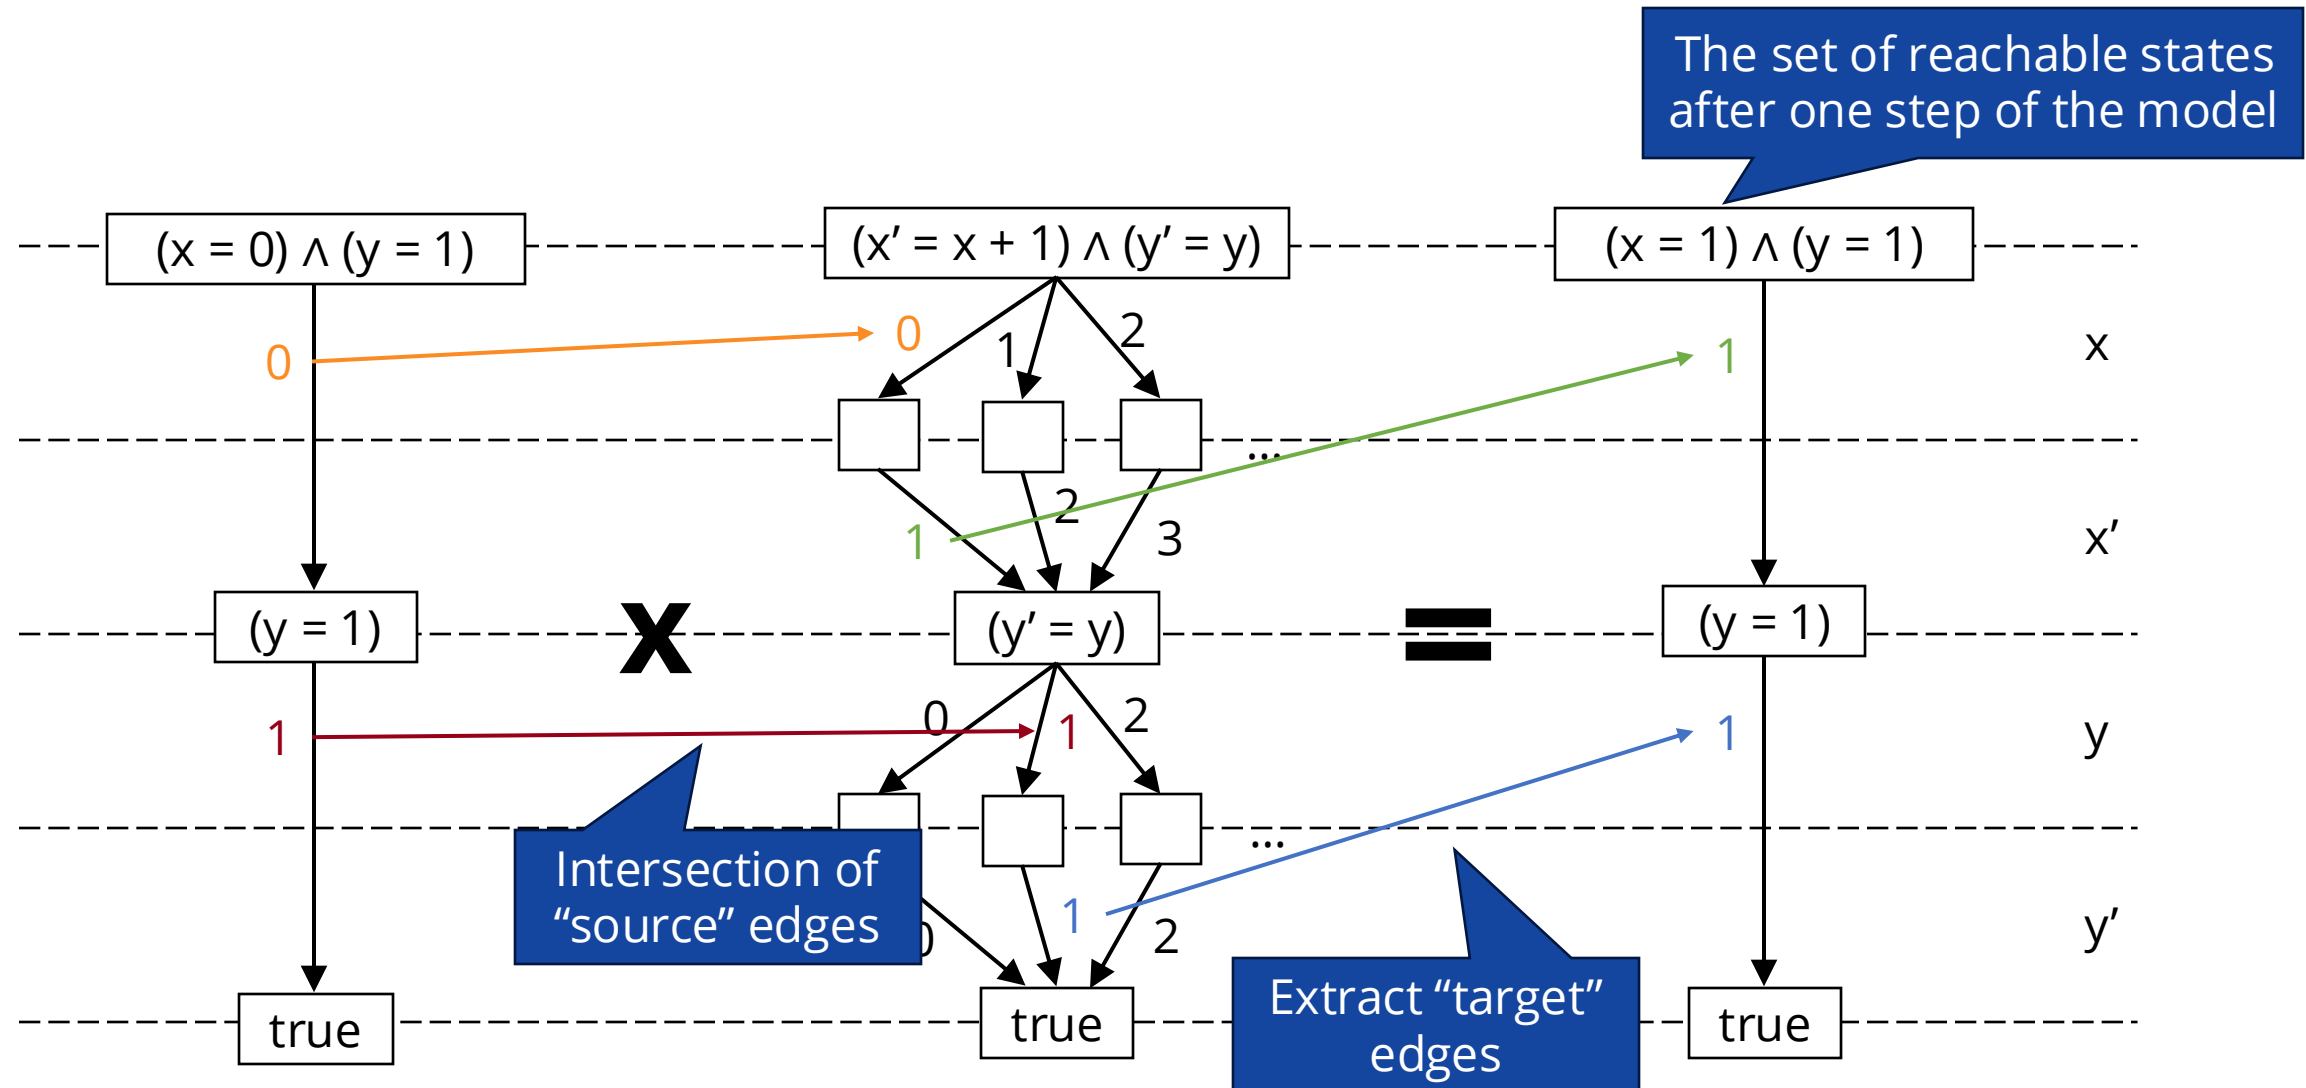 The set of reachable states
after one step of the model
(x = 0) ∧ (y = 1)
(x’ = x + 1) ∧ (y’ = y)
(x = 1) ∧ (y = 1)
0
0
1
2
1
x
...
2
1
3
x’
(y = 1)
x
(y’ = y)
=
(y = 1)
1
0
1
2
1
y
...
Intersection of
“source” edges
1
0
2
y’
Extract “target”
edges
true
true
true